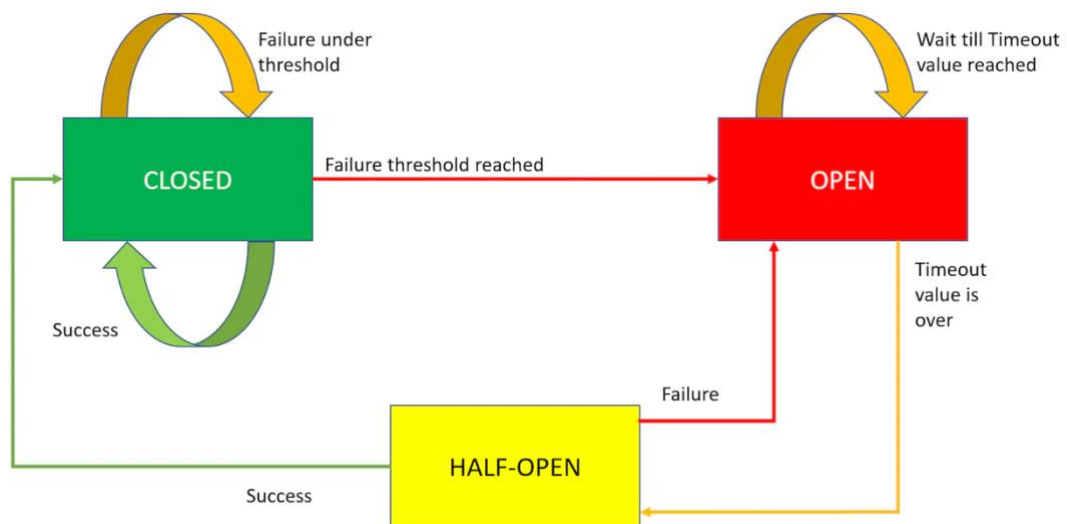 Failure under
threshold
Wait till Timeout
value reached
CLOSED
Failure threshold reached
OPEN
Timeout
value is
over
Success
Failure
HALF-OPEN
Success